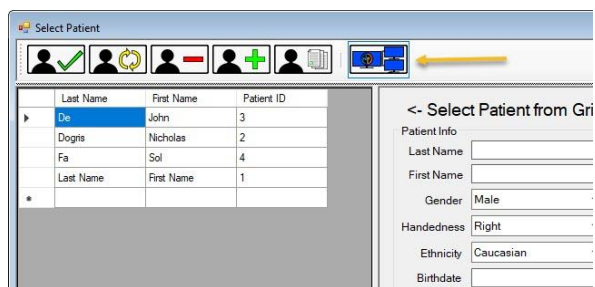 Select Patient
Last Name First Name Patient ID
De John 3
Dogris Nicholas 2
Fa Sol 4
Last Name First Name 1
<- Select Patient from Gri
Patient Info
Last Name
First Name
Gender Male
Handedness Right
Ethnicity Caucasian
Birthdate